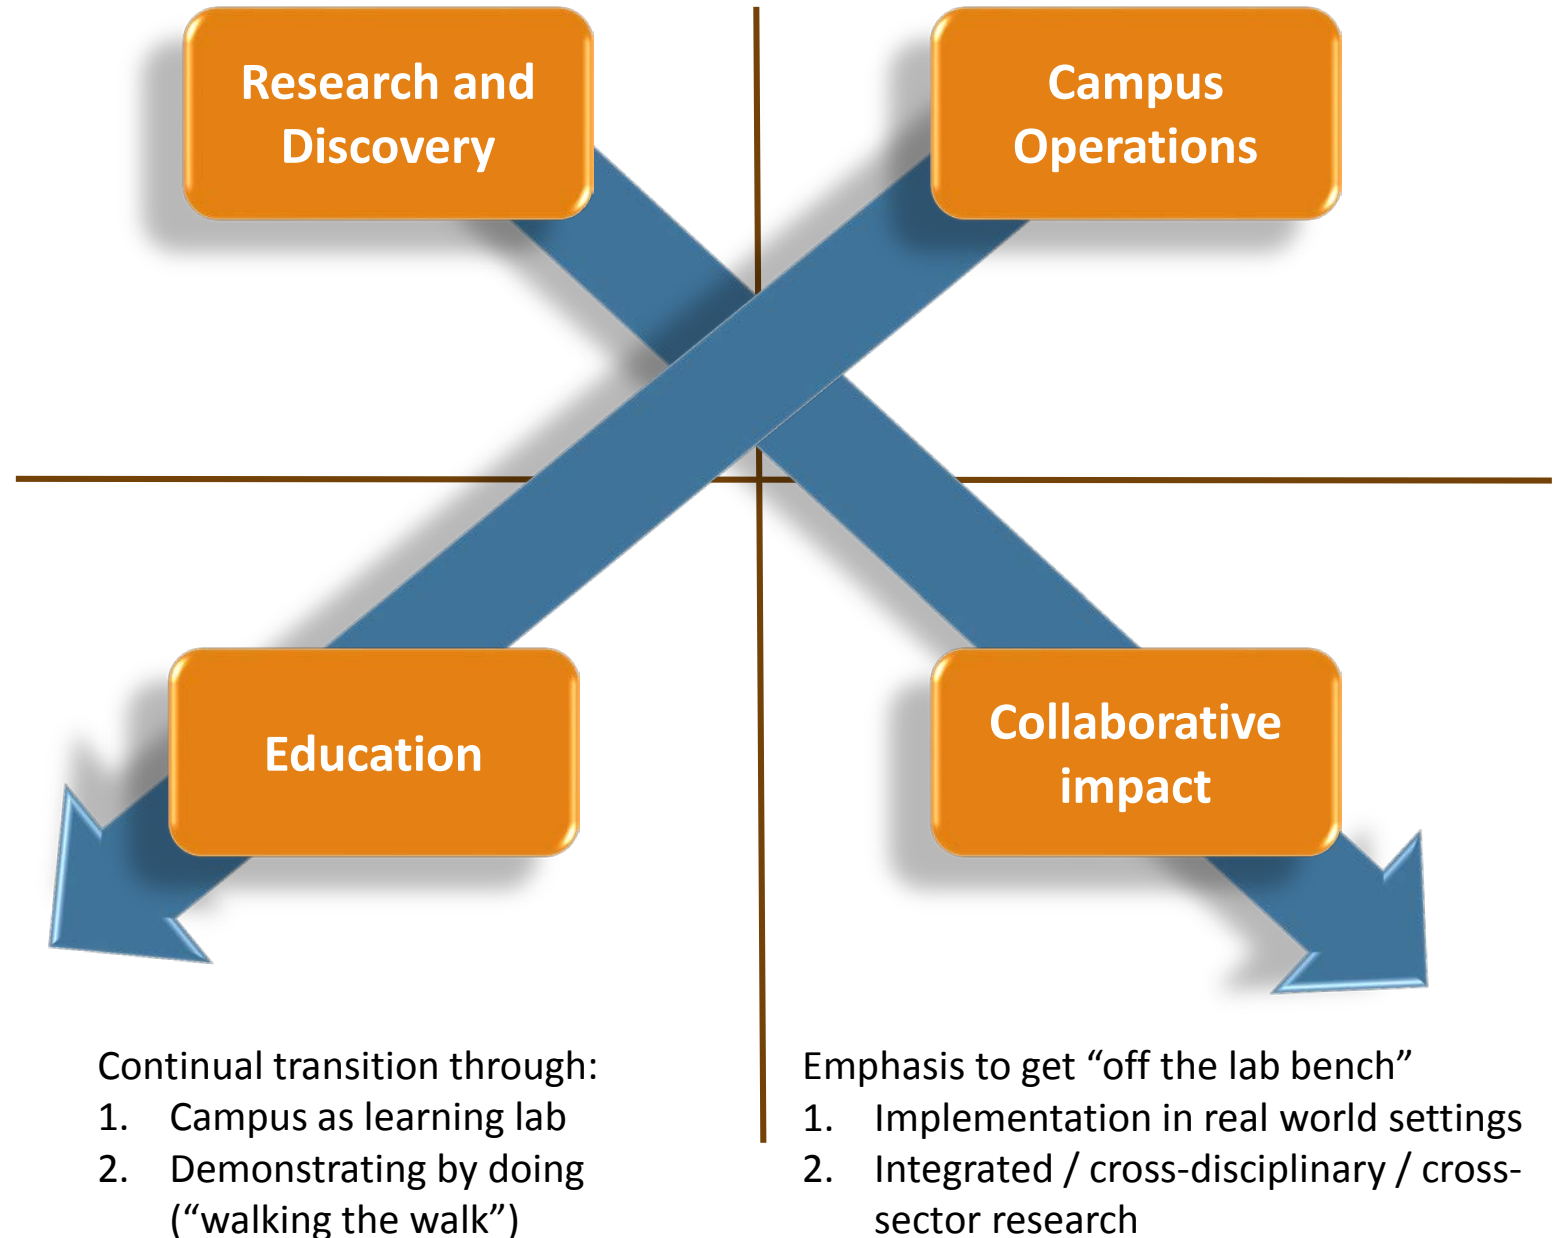 Research and
Discovery
Campus
Operations
Education
Collaborative
impact
Continual transition through:
1. Campus as learning lab
2. Demonstrating by doing
(“walking the walk”)
Emphasis to get “off the lab bench”
1. Implementation in real world settings
2. Integrated / cross-disciplinary / cross-
sector research